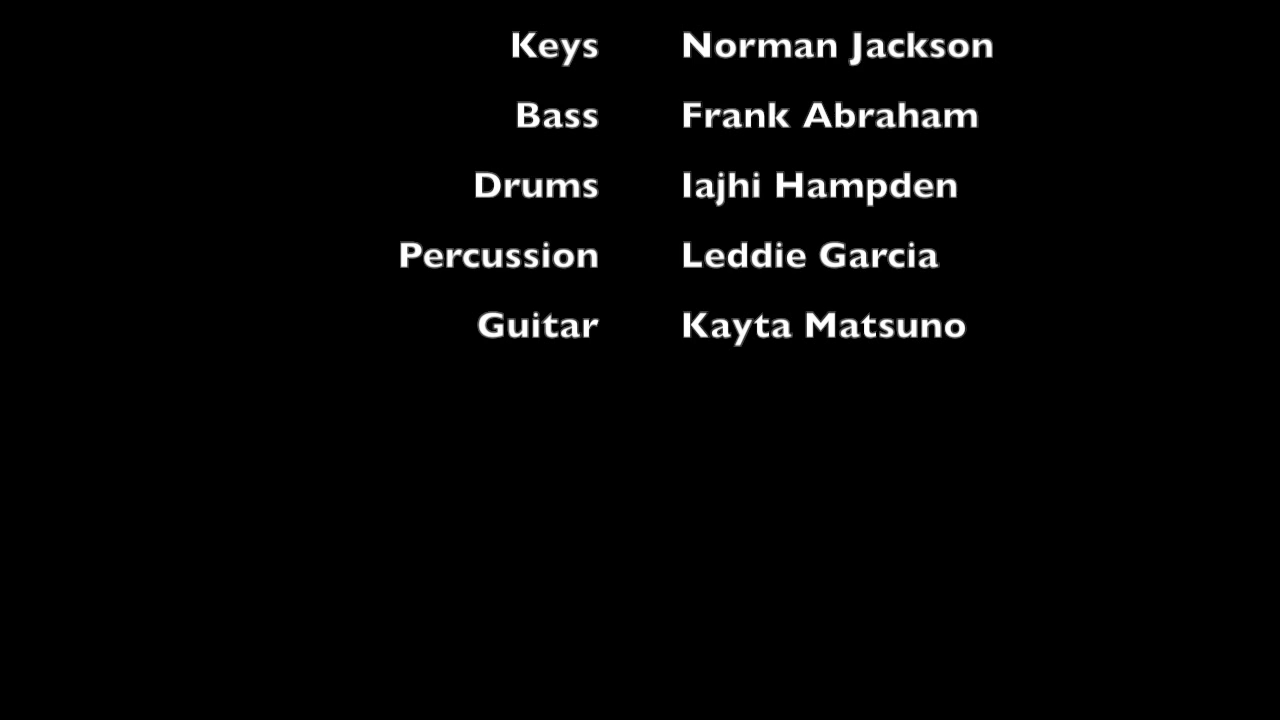 Keys Norman Jackson
Bass Frank Abraham
Drums Iajhi Hampden
Percussion Leddie Garcia
Guitar Kayta Matsuno